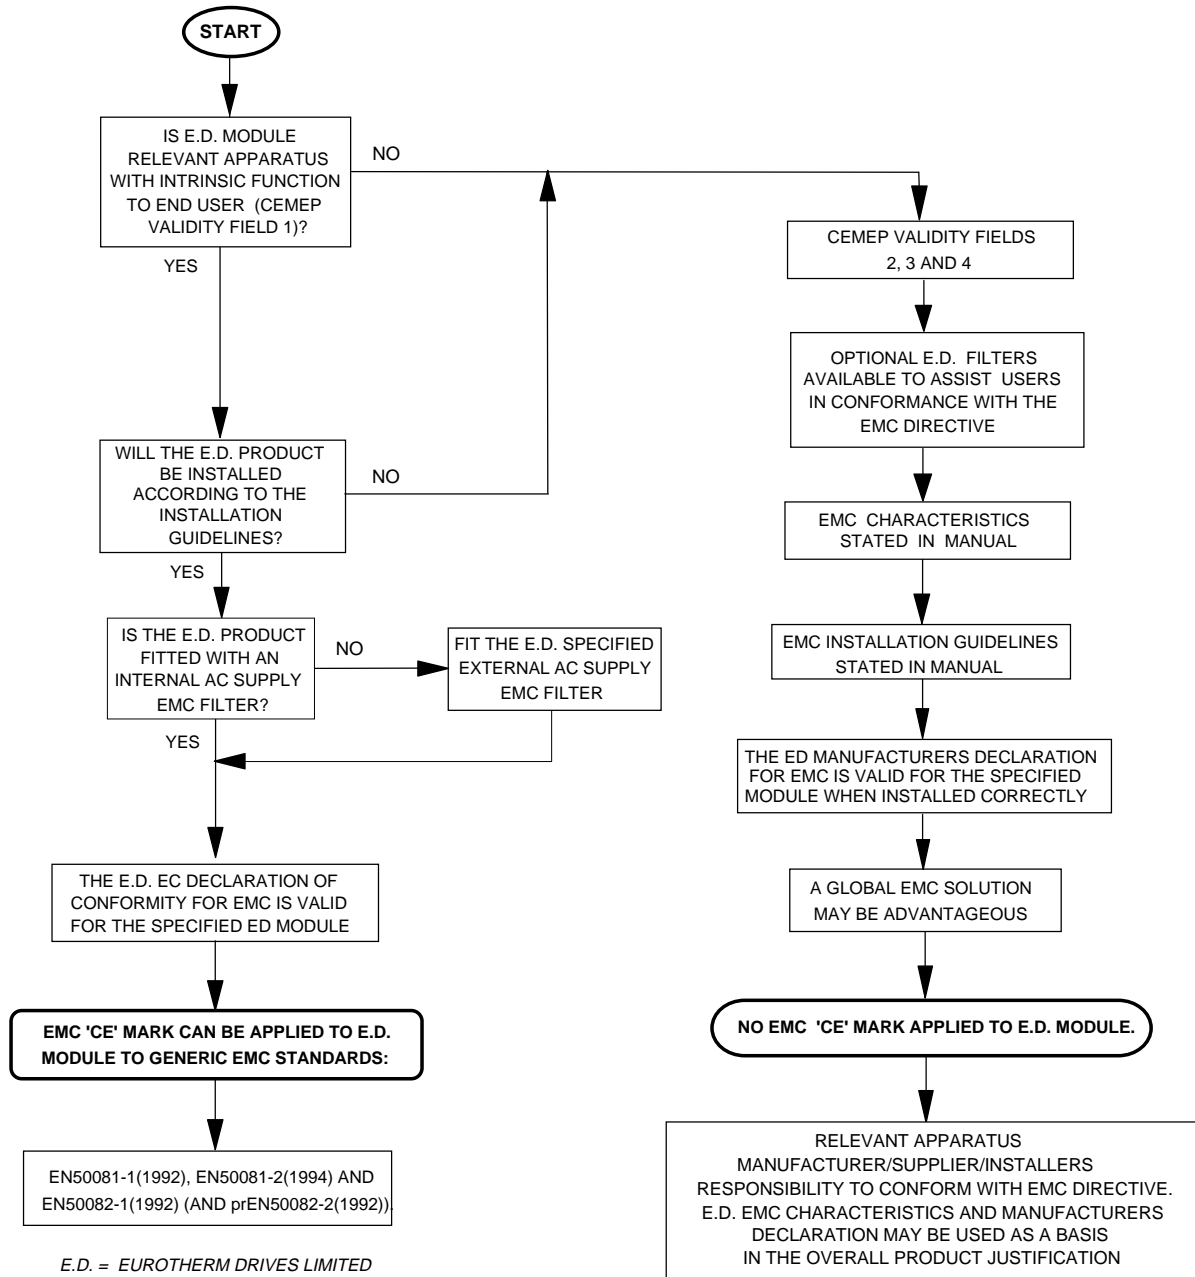 START
IS E.D. MODULE
RELEVANT APPARATUS
WITH INTRINSIC FUNCTION
TO END USER (CEMEP
VALIDITY FIELD 1)?
NO
YES
WILL THE E.D. PRODUCT
BE INSTALLED
ACCORDING TO THE
INSTALLATION
GUIDELINES?
NO
YES
IS THE E.D. PRODUCT
FITTED WITH AN
INTERNAL AC SUPPLY
EMC FILTER?
NO
FIT THE E.D. SPECIFIED
EXTERNAL AC SUPPLY
EMC FILTER
YES
THE E.D. EC DECLARATION OF
CONFORMITY FOR EMC IS VALID
FOR THE SPECIFIED ED MODULE
EMC 'CE' MARK CAN BE APPLIED TO E.D.
MODULE TO GENERIC EMC STANDARDS:
EN50081-1(1992), EN50081-2(1994) AND
EN50082-1(1992) (AND prEN50082-2(1992)).
E.D. = EUROTHERM DRIVES LIMITED
CEMEP VALIDITY FIELDS
2, 3 AND 4
OPTIONAL E.D. FILTERS
AVAILABLE TO ASSIST USERS
IN CONFORMANCE WITH THE
EMC DIRECTIVE
EMC CHARACTERISTICS
STATED IN MANUAL
EMC INSTALLATION GUIDELINES
STATED IN MANUAL
THE ED MANUFACTURERS DECLARATION
FOR EMC IS VALID FOR THE SPECIFIED
MODULE WHEN INSTALLED CORRECTLY
A GLOBAL EMC SOLUTION
MAY BE ADVANTAGEOUS
NO EMC 'CE' MARK APPLIED TO E.D. MODULE.
RELEVANT APPARATUS
MANUFACTURER/SUPPLIER/INSTALLERS
RESPONSIBILITY TO CONFORM WITH EMC DIRECTIVE.
E.D. EMC CHARACTERISTICS AND MANUFACTURERS
DECLARATION MAY BE USED AS A BASIS
IN THE OVERALL PRODUCT JUSTIFICATION